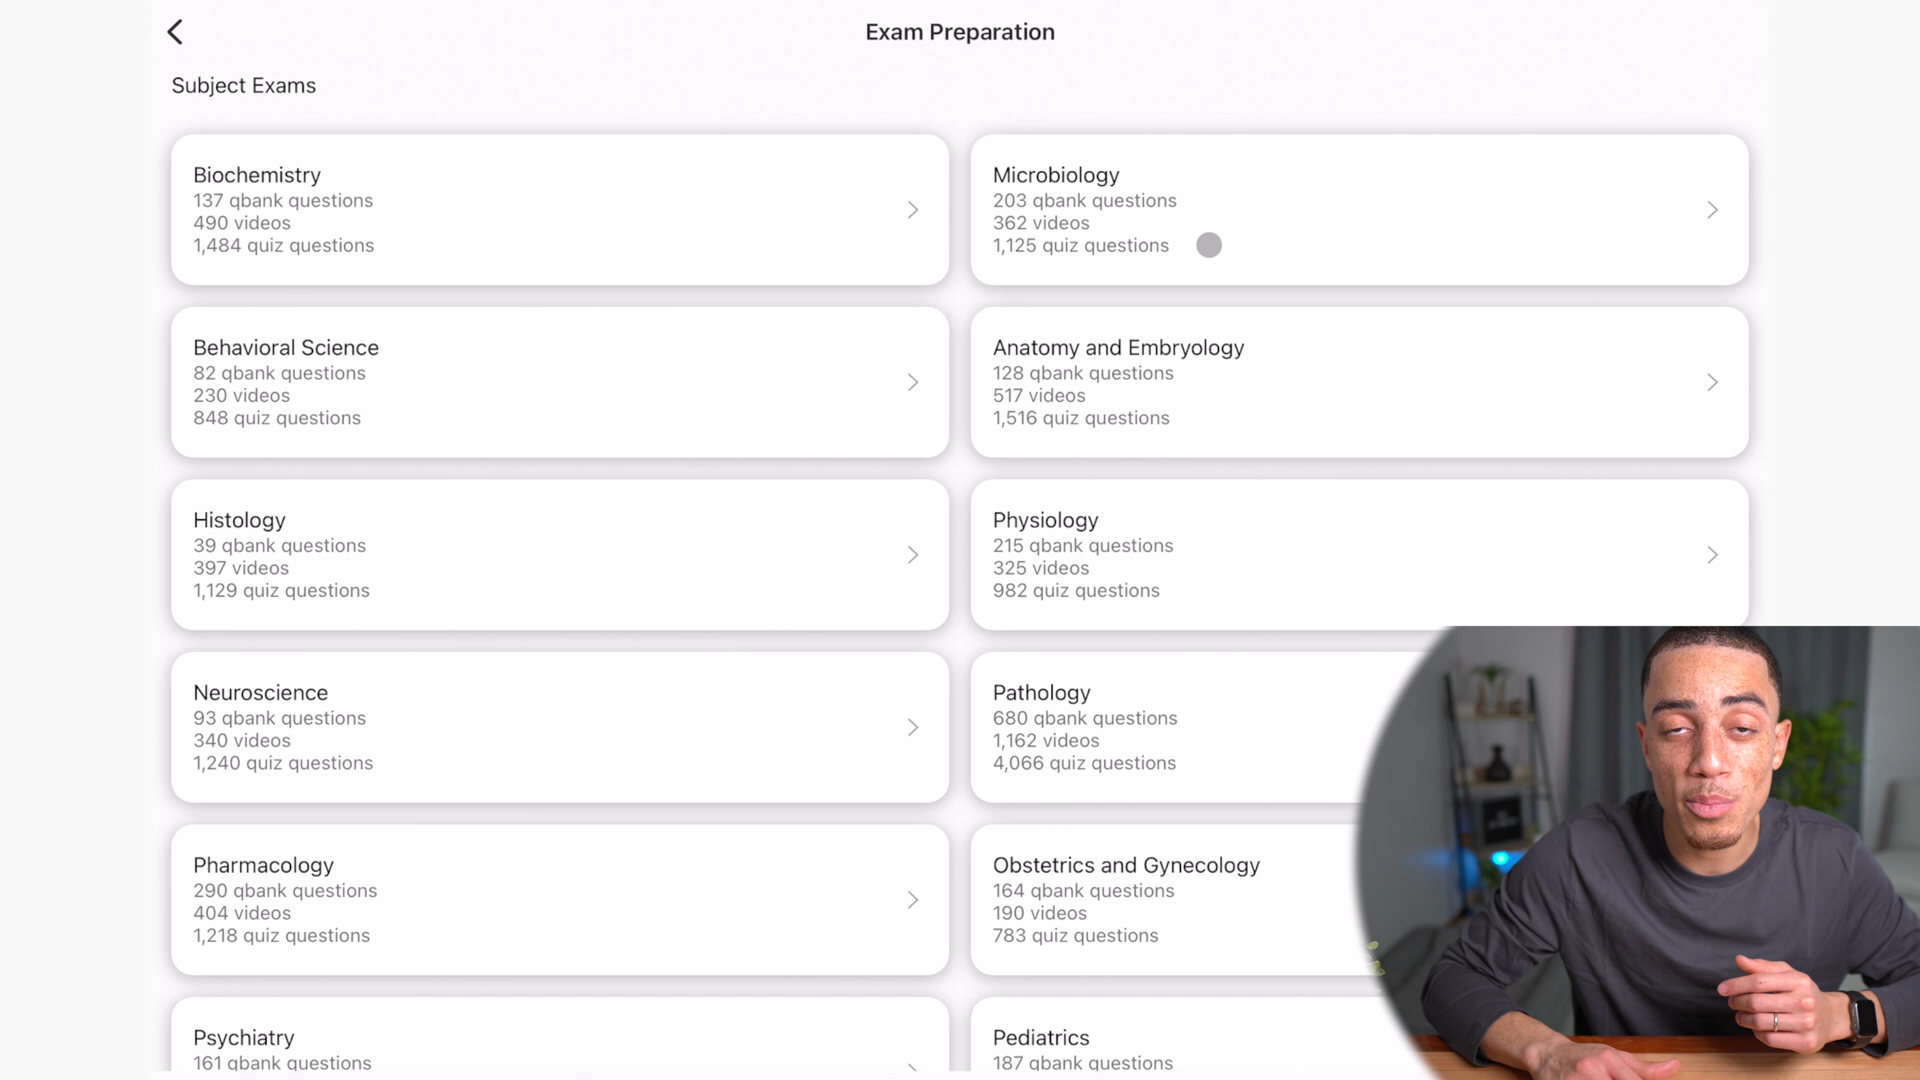 Exam Preparation
Subject Exams
Biochemistry
137 qbank questions
490 videos
1,484 quiz questions
Microbiology
203 qbank questions
362 videos
1,125 quiz questions
Behavioral Science
82 qbank questions
230 videos
848 quiz questions
Anatomy and Embryology
128 qbank questions
517 videos
1,516 quiz questions
Histology
39 qbank questions
397 videos
1,129 quiz questions
Physiology
215 qbank questions
325 videos
982 quiz questions
Neuroscience
93 qbank questions
340 videos
1,240 quiz questions
Pathology
680 qbank questions
1,162 videos
4,066 quiz questions
Pharmacology
290 qbank questions
404 videos
1,218 quiz questions
Obstetrics and Gynecology
164 qbank questions
190 videos
783 quiz questions
Psychiatry
161 qbank questions
Pediatrics
187 qbank questions